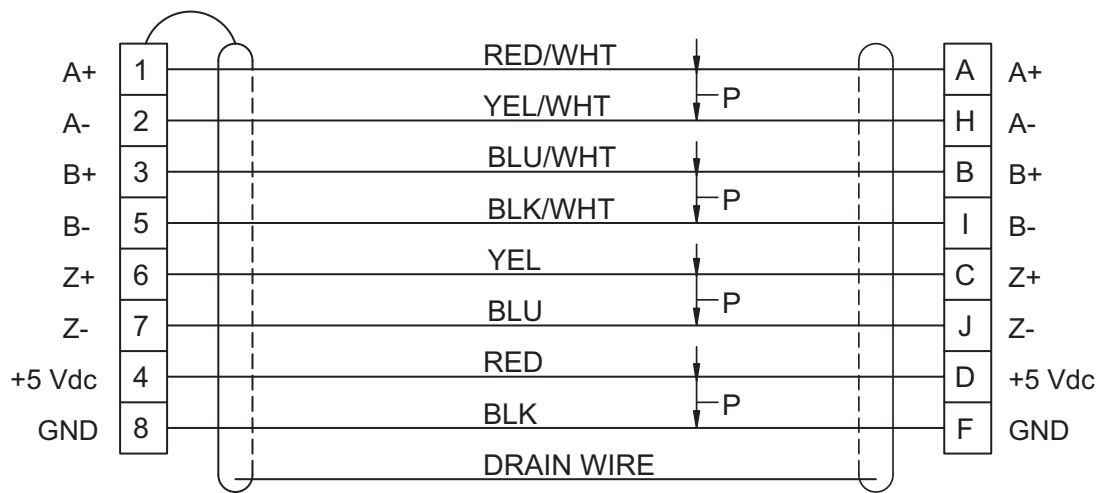 A+ 1 RED/WHT A A+
P
A- 2 YEL/WHT H A-
B+ 3 BLU/WHT B B+
P
B- 5 BLK/WHT I B-
Z+ 6 YEL C Z+
P
Z- 7 BLU J Z-
+5 Vdc 4 RED D +5 Vdc
P
GND 8 BLK F GND
DRAIN WIRE